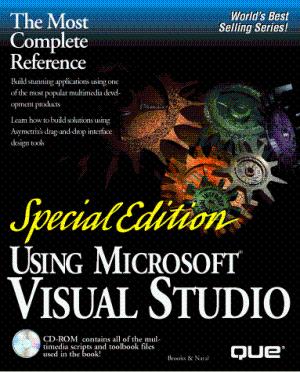 The Most
Complete
Reference
World's Best
Selling Series!
Build stunning applications using one
of the most popular multimedia devel-
opment products
Learn how to build solutions using
Asymetrix's drag-and-drop interface
design tools
Special Edition
USING MICROSOFT®
VISUAL STUDIO
CD-ROM contains all of the mul-
timedia scripts and toolbook files
used in the book!
Brooks &
que®